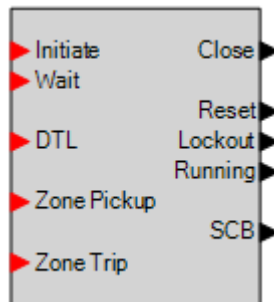 Initiate Close
Wait
Reset
DTL Lockout
Running
Zone Pickup
SCB
Zone Trip